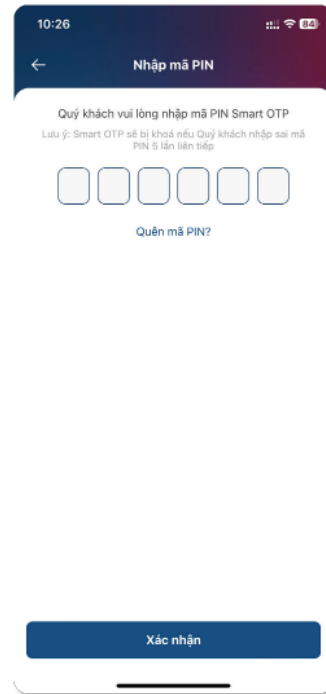 10:26
84
Nhập mã PIN
Quý khách vui lòng nhập mã PIN Smart OTP
Lưu ý: Smart OTP sẽ bị khoá nếu Quý khách nhập sai mã
PIN 5 lần liên tiếp
Quên mã PIN?
Xác nhận